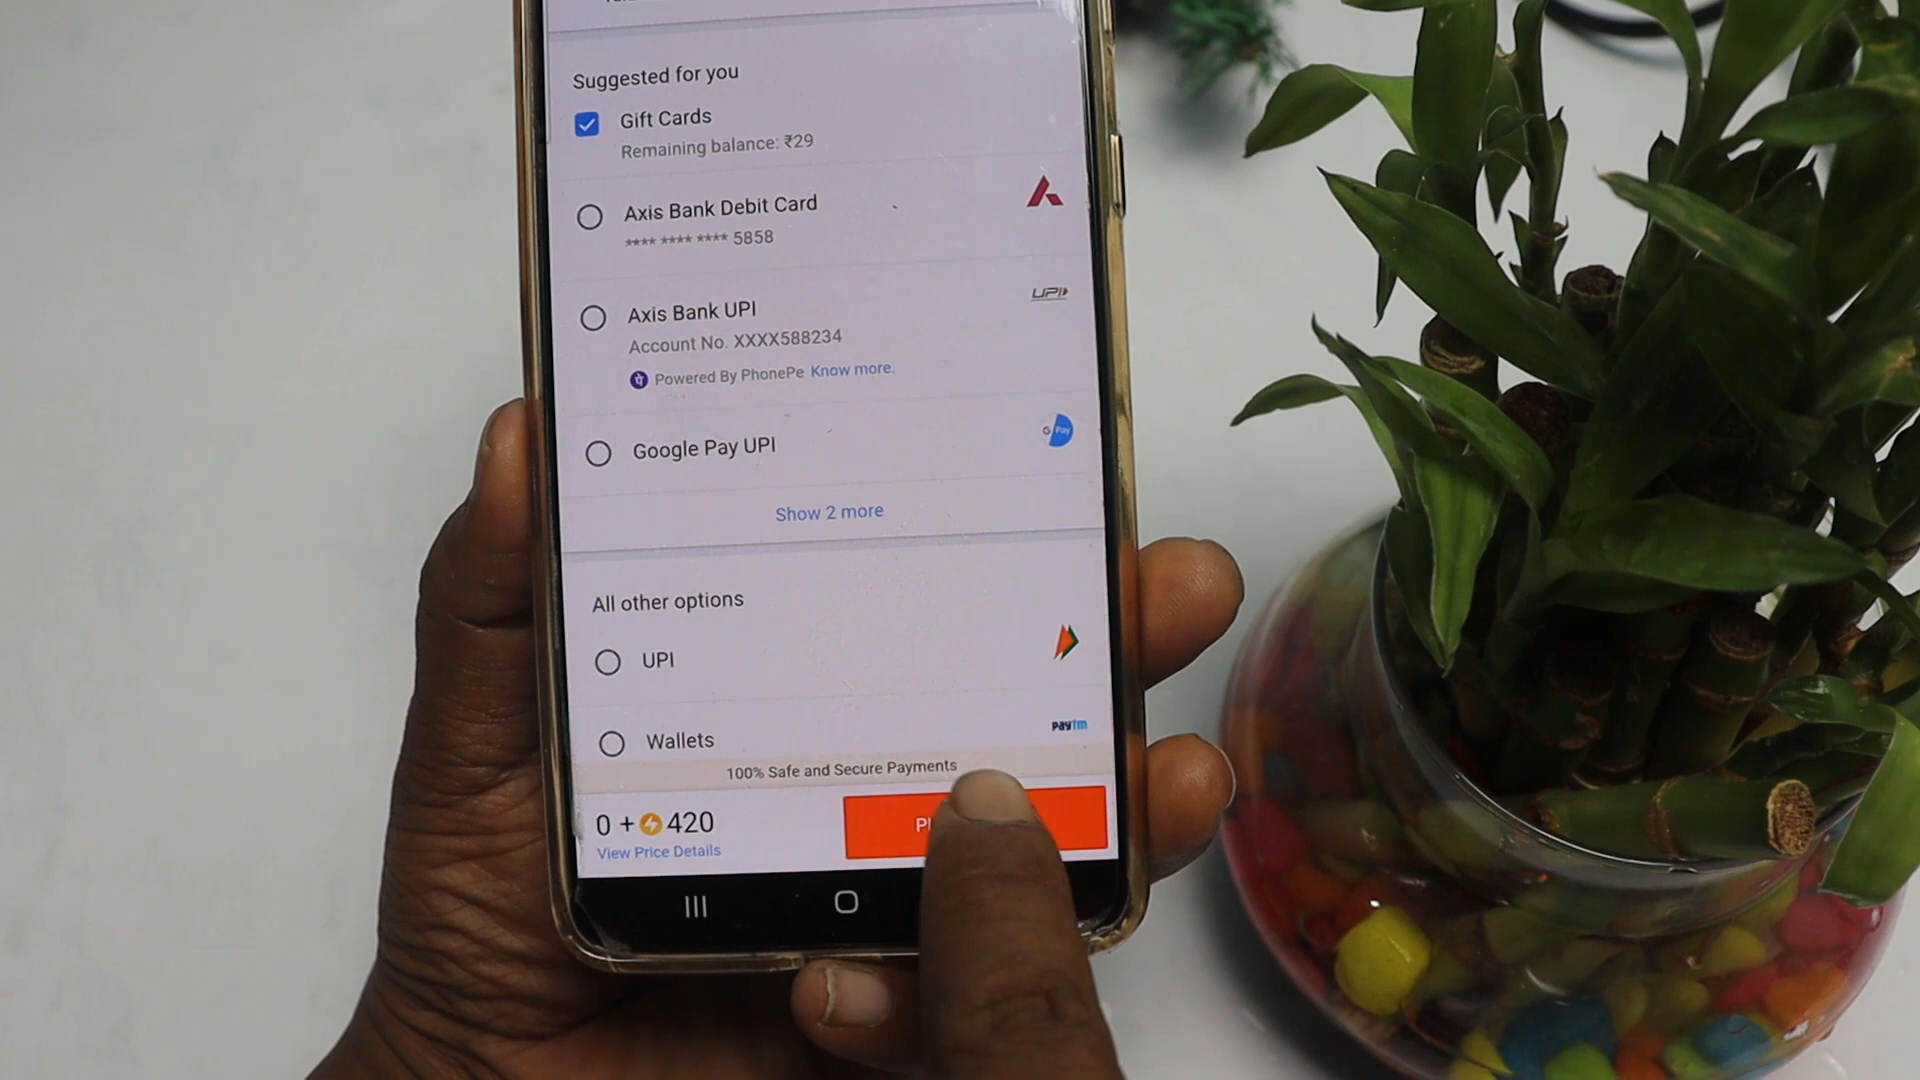 Suggested for you
Gift Cards
Remaining balance: ₹29
Axis Bank Debit Card
**** **** **** 5858
Axis Bank UPI
UPI
Account No. XXXX588234
पे Powered By PhonePe Know more.
Google Pay UPI
G Pay
Show 2 more
All other options
UPI
Wallets
paytm
100% Safe and Secure Payments
0 + 420
View Price Details